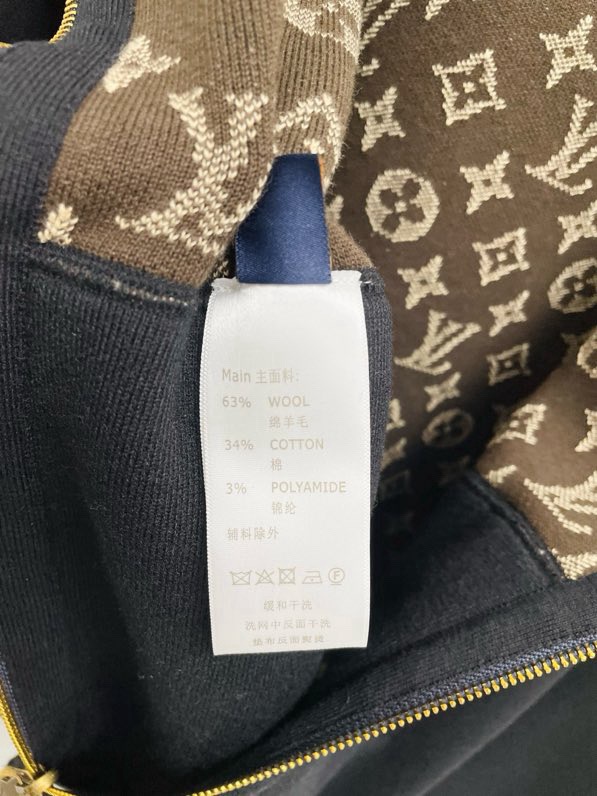 Main 主面料:
63% WOOL
绵羊毛
34% COTTON
棉
3% POLYAMIDE
锦纶
辅料除外
缓和干洗
洗网中反面干洗
垫布反面熨烫